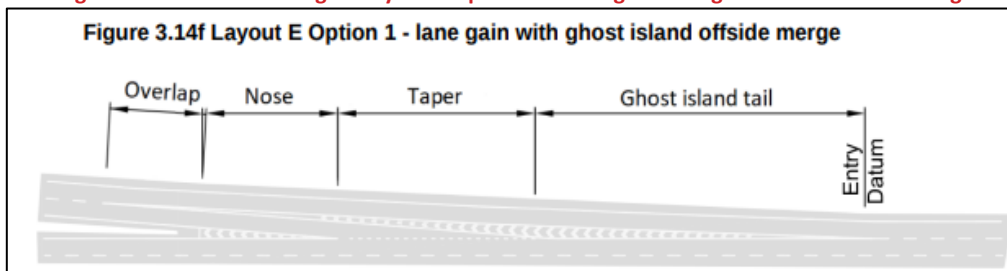 Figure 3.14f Layout E Option 1 - lane gain with ghost island offside merge
Overlap Nose Taper Ghost island tail
Entry
Datum